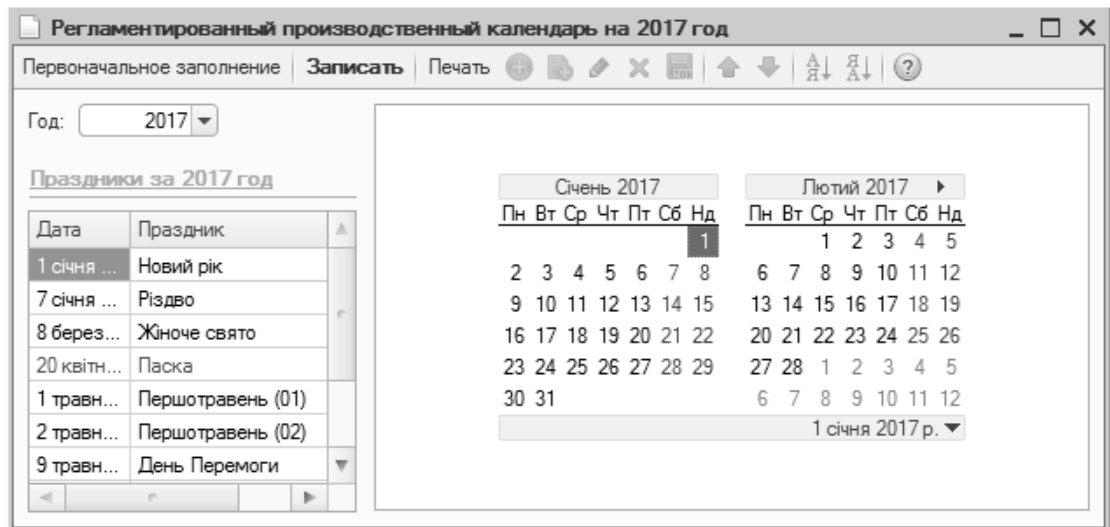 Регламентированный производственный календарь на 2017 год
Первоначальное заполнение Записать Печать
Год: 2017
Праздники за 2017 год
Дата Праздник
1 січня ... Новий рік
7 січня ... Різдво
8 берез... Жіноче свято
20 квітн... Паска
1 травн... Першотравень (01)
2 травн... Першотравень (02)
9 травн... День Перемоги
Січень 2017 Лютий 2017
Пн Вт Ср Чт Пт Сб Нд Пн Вт Ср Чт Пт Сб Нд
1 1 2 3 4 5
2 3 4 5 6 7 8 6 7 8 9 10 11 12
9 10 11 12 13 14 15 13 14 15 16 17 18 19
16 17 18 19 20 21 22 20 21 22 23 24 25 26
23 24 25 26 27 28 29 27 28 1 2 3 4 5
30 31 6 7 8 9 10 11 12
1 січня 2017 р.